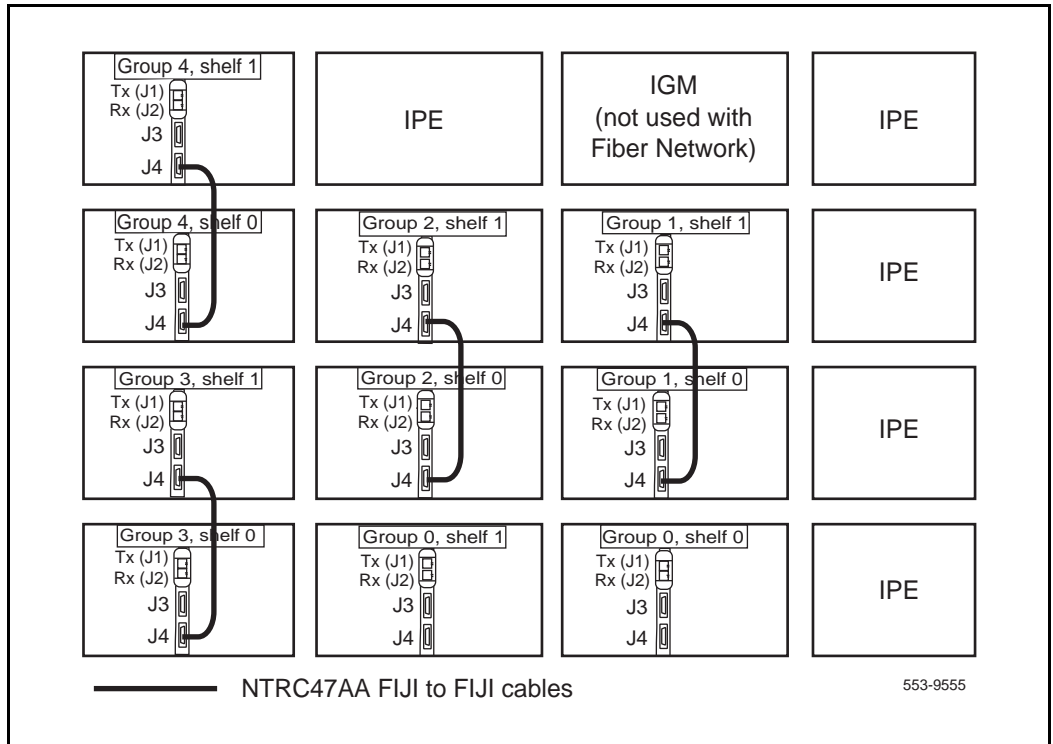 Group 4, shelf 1
Tx (J1)
Rx (J2)
J3
J4
IPE
IGM
(not used with
Fiber Network)
IPE
Group 4, shelf 0
Tx (J1)
Rx (J2)
J3
J4
Group 2, shelf 1
Tx (J1)
Rx (J2)
J3
J4
Group 1, shelf 1
Tx (J1)
Rx (J2)
J3
J4
IPE
Group 3, shelf 1
Tx (J1)
Rx (J2)
J3
J4
Group 2, shelf 0
Tx (J1)
Rx (J2)
J3
J4
Group 1, shelf 0
Tx (J1)
Rx (J2)
J3
J4
IPE
Group 3, shelf 0
Tx (J1)
Rx (J2)
J3
J4
Group 0, shelf 1
Tx (J1)
Rx (J2)
J3
J4
Group 0, shelf 0
Tx (J1)
Rx (J2)
J3
J4
IPE
NTRC47AA FIJI to FIJI cables
553-9555